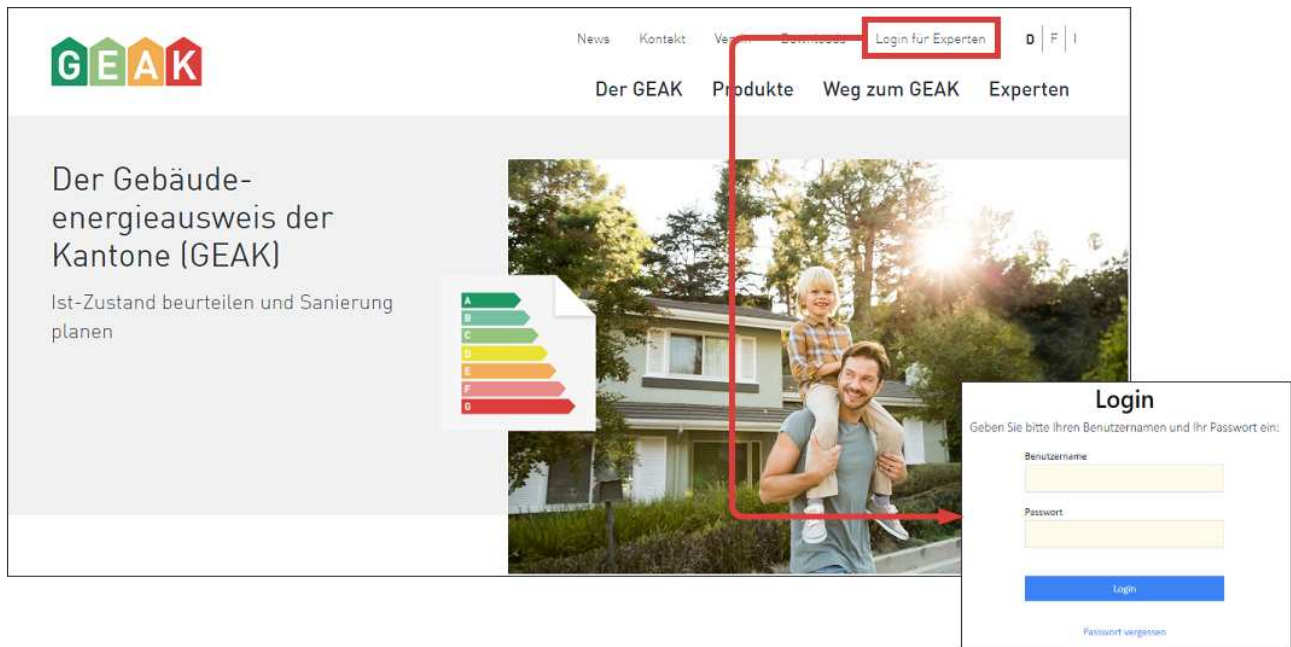 GEAK
News Kontakt Verein Downloads Login für Experten D F I
Der GEAK Produkte Weg zum GEAK Experten
Der Gebäude-
energieausweis der
Kantone (GEAK)
Ist-Zustand beurteilen und Sanierung
planen
A
B
C
D
E
F
G
Login
Geben Sie bitte Ihren Benutzernamen und Ihr Passwort ein:
Benutzername
Passwort
Login
Passwort vergessen